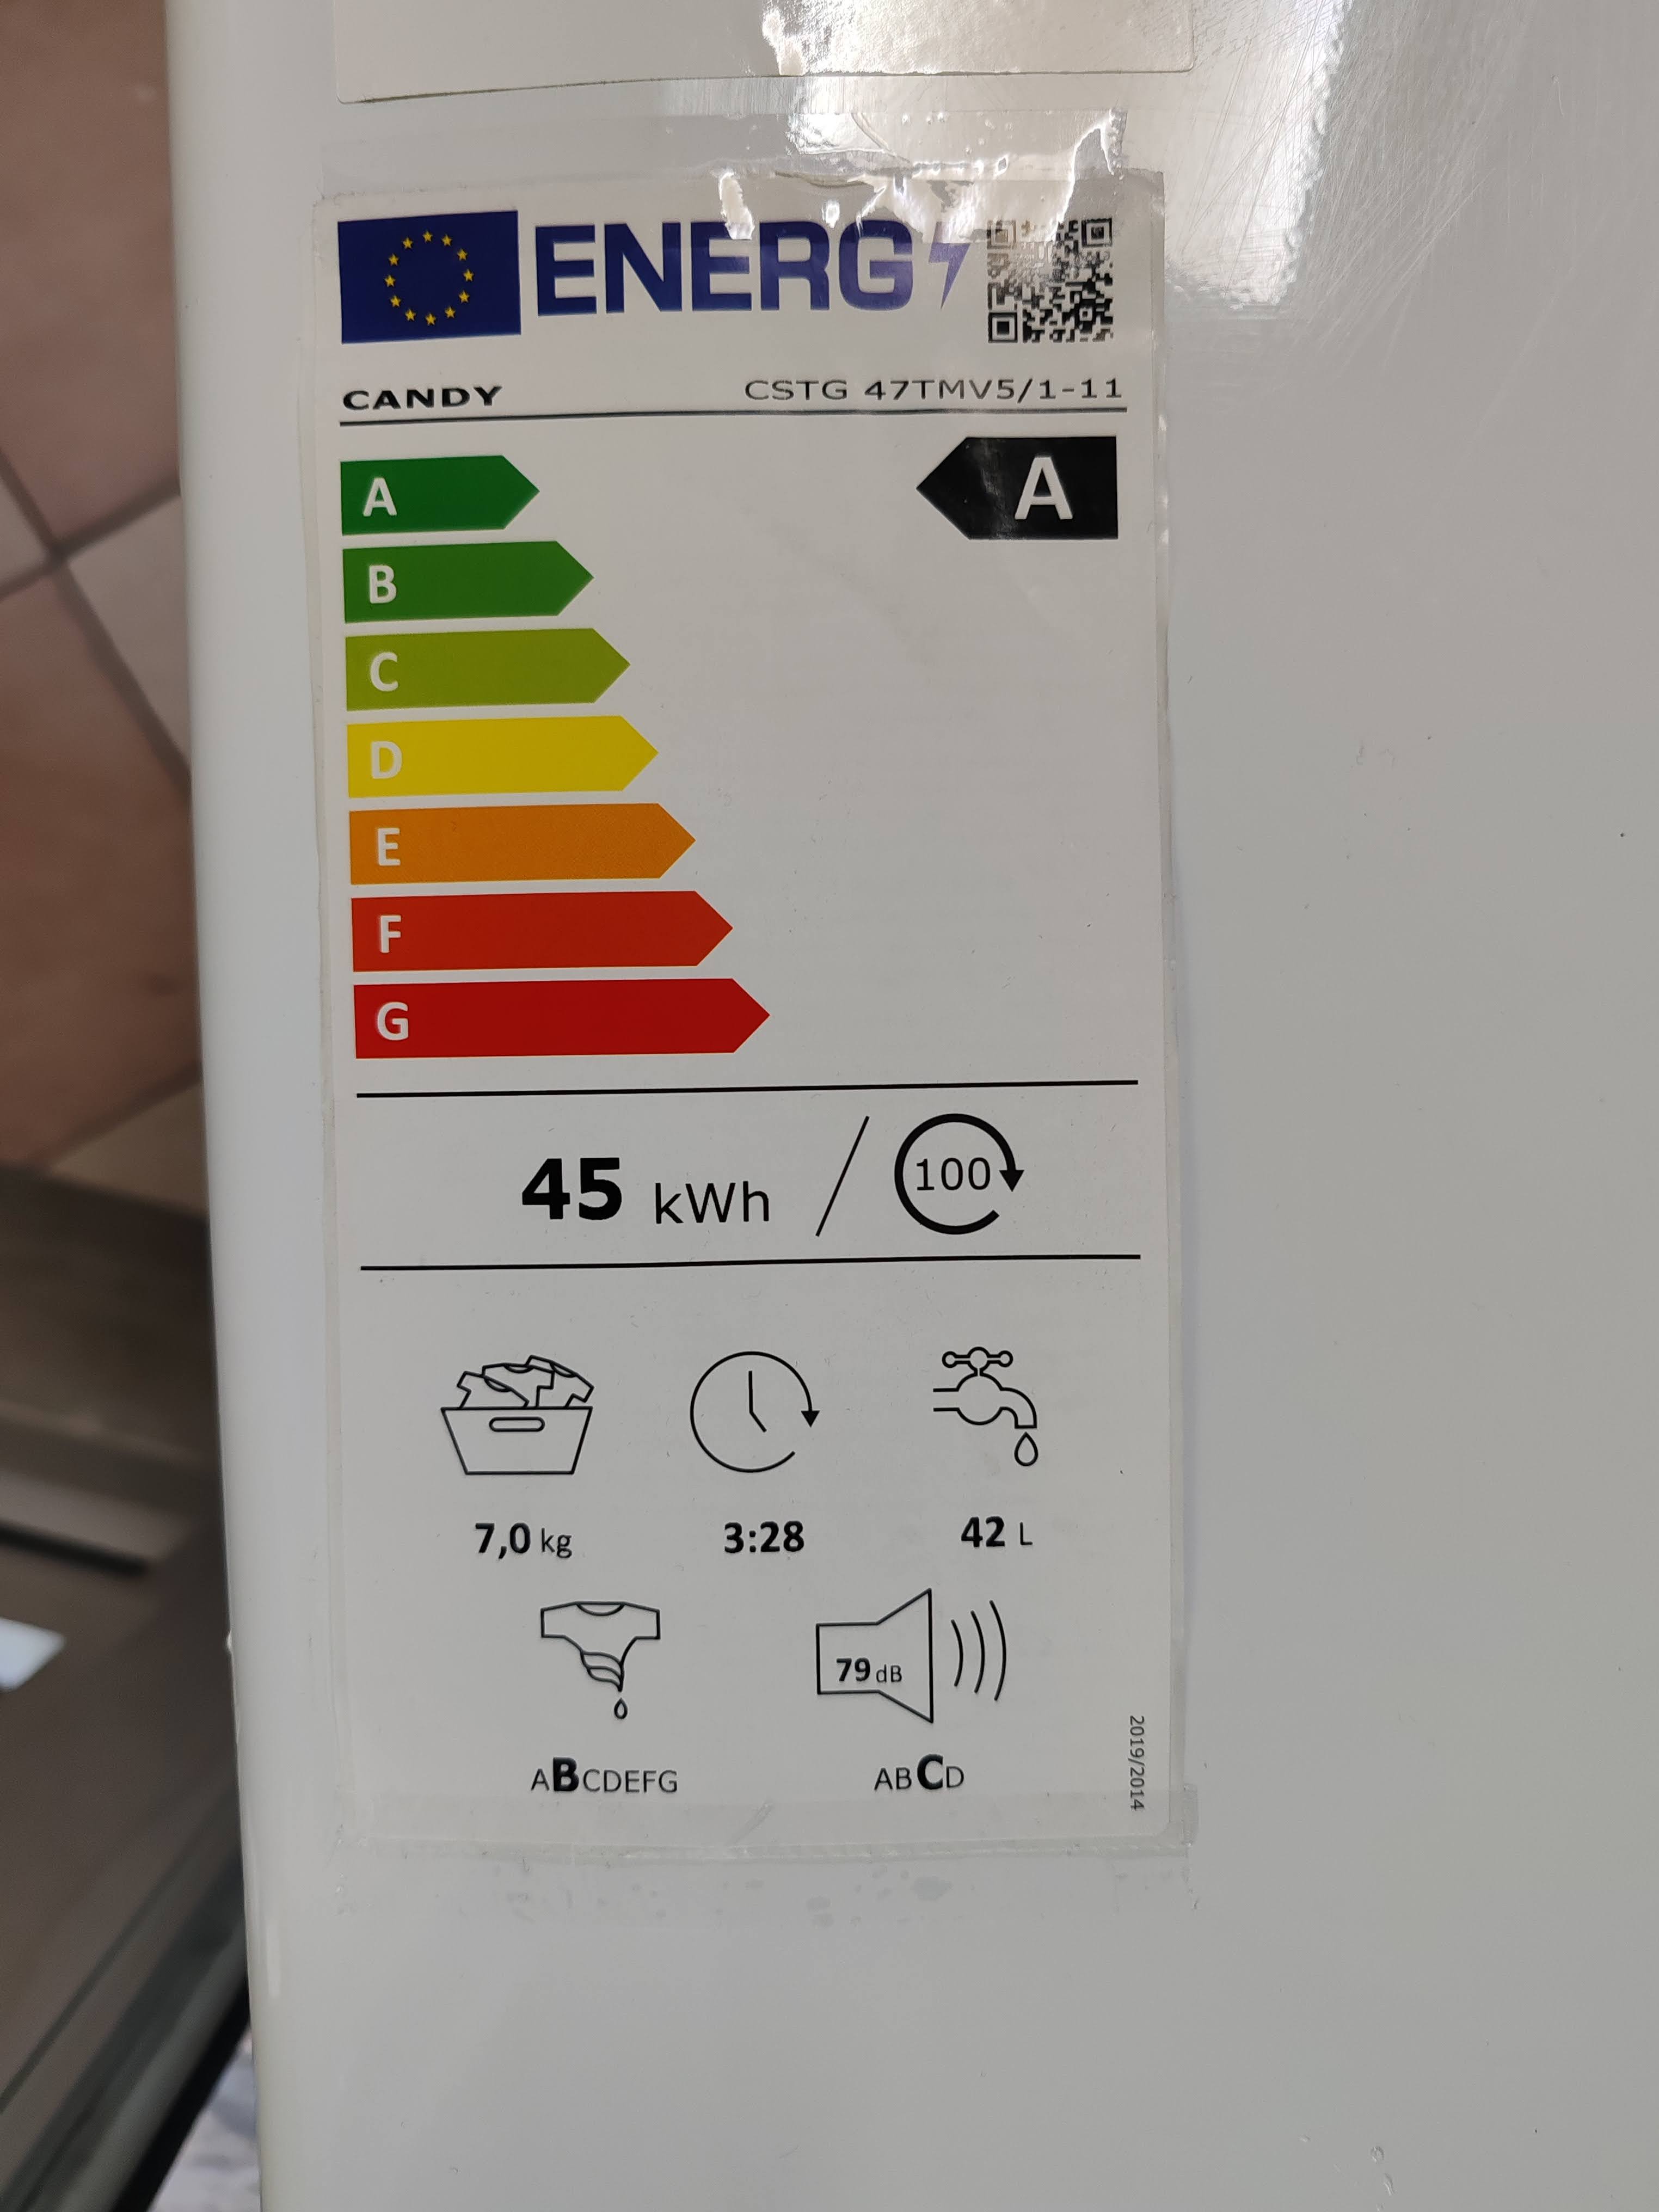 ENERG
CANDY CSTG 47TMV5/1-11
A A
B
C
D
E
F
G
45 kWh / 100
7,0 kg 3:28 42 L
79 dB
ABCDEFG ABCD
2019/2014